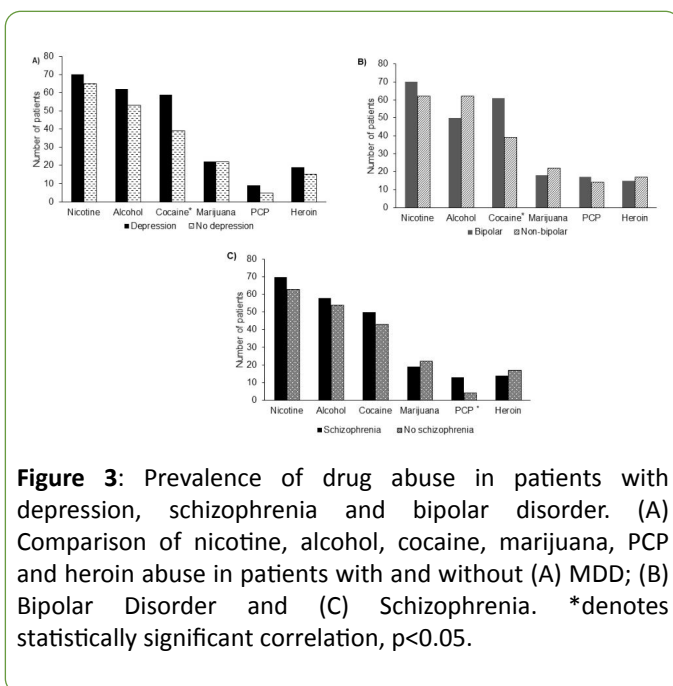 A)
80
70
60
50
40
30
20
10
0
Number of patients
Nicotine Alcohol Cocaine* Marijuana PCP Heroin
Depression No depression
B)
80
70
60
50
40
30
20
10
0
Number of patients
Nicotine Alcohol Cocaine* Marijuana PCP Heroin
Bipolar Non-bipolar
C)
80
70
60
50
40
30
20
10
0
Number of patients
Nicotine Alcohol Cocaine Marijuana PCP * Heroin
Schizophrenia No schizophrenia
Figure 3: Prevalence of drug abuse in patients with
depression, schizophrenia and bipolar disorder. (A)
Comparison of nicotine, alcohol, cocaine, marijuana, PCP
and heroin abuse in patients with and without (A) MDD; (B)
Bipolar Disorder and (C) Schizophrenia. *denotes
statistically significant correlation, p<0.05.